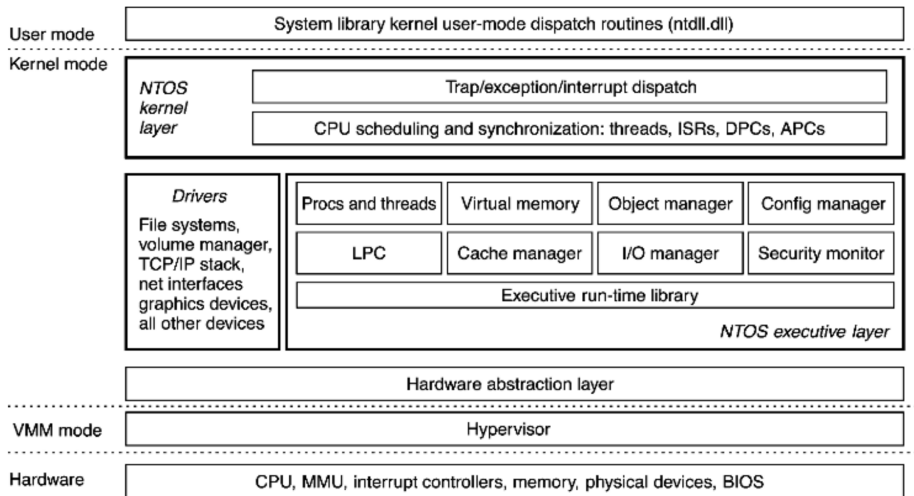 User mode
System library kernel user-mode dispatch routines (ntdll.dll)
Kernel mode
NTOS
kernel
layer
Trap/exception/interrupt dispatch
CPU scheduling and synchronization: threads, ISRs, DPCs, APCs
Drivers
File systems,
volume manager,
TCP/IP stack,
net interfaces
graphics devices,
all other devices
Procs and threads
Virtual memory
Object manager
Config manager
LPC
Cache manager
I/O manager
Security monitor
Executive run-time library
NTOS executive layer
Hardware abstraction layer
VMM mode
Hypervisor
Hardware
CPU, MMU, interrupt controllers, memory, physical devices, BIOS